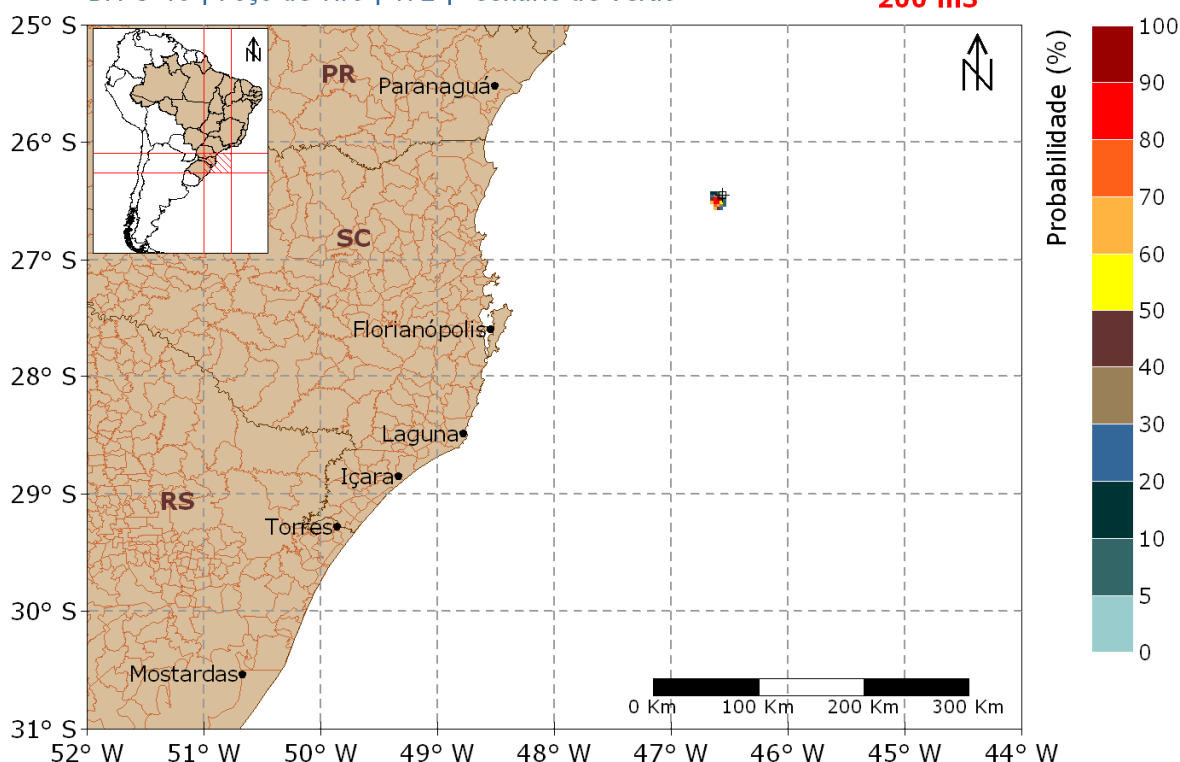 200 m3
25° S
26° S
27° S
28° S
29° S
30° S
31° S
52° W
51° W
50° W
49° W
48° W
47° W
46° W
45° W
44° W
N
PR
Paranaguá
SC
Florianópolis
Laguna
Içara
RS
Torres
Mostardas
N
0 Km
100 Km
200 Km
300 Km
Probabilidade (%)
100
90
80
70
60
50
40
30
20
10
5
0